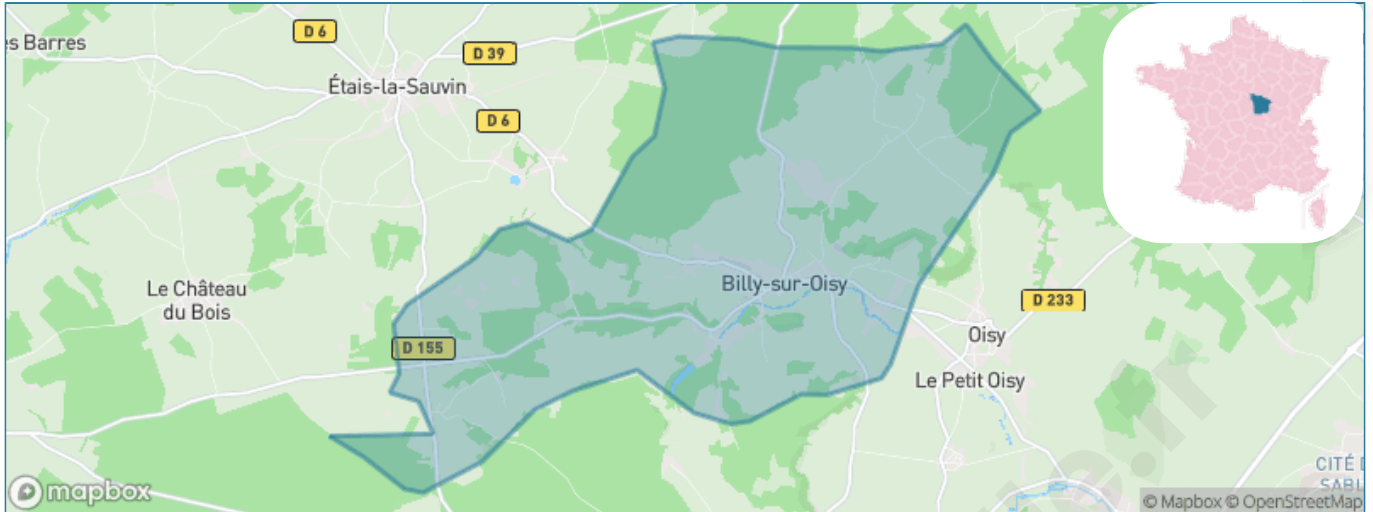 D 6
es Barres
D 39
Étais-la-Sauvin
D 6
Billy-sur-Oisy
Le Château
du Bois
D 233
Oisy
D 155
Le Petit Oisy
CITÉ D
SABL
mapbox
© Mapbox © OpenStreetMap